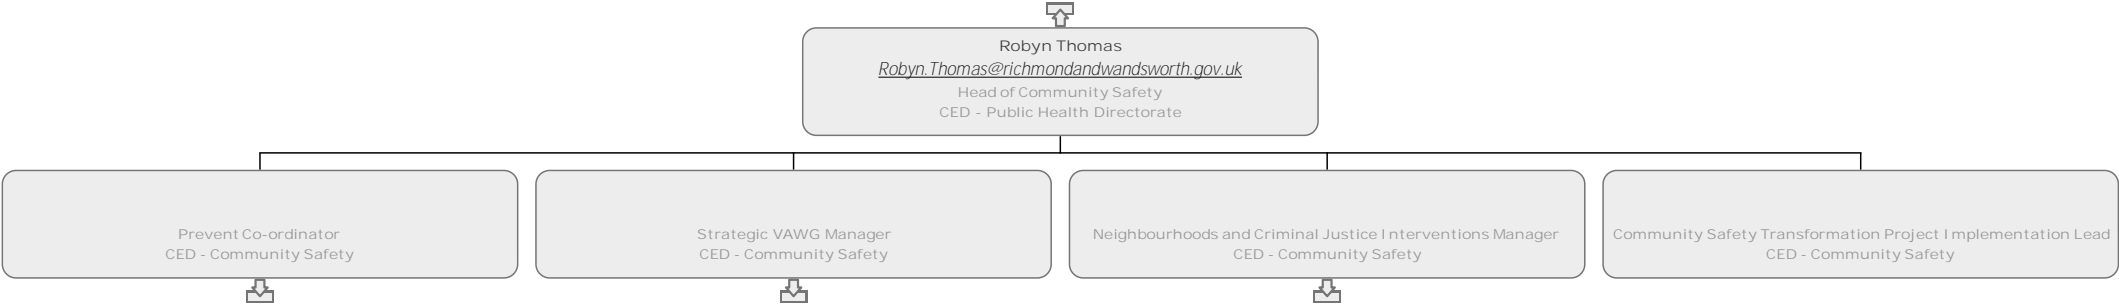 Robyn Thomas
Robyn.Thomas@richmondandwandsworth.gov.uk
Head of Community Safety
CED - Public Health Directorate
Prevent Co-ordinator
CED - Community Safety
Strategic VAWG Manager
CED - Community Safety
Neighbourhoods and Criminal Justice Interventions Manager
CED - Community Safety
Community Safety Transformation Project Implementation Lead
CED - Community Safety